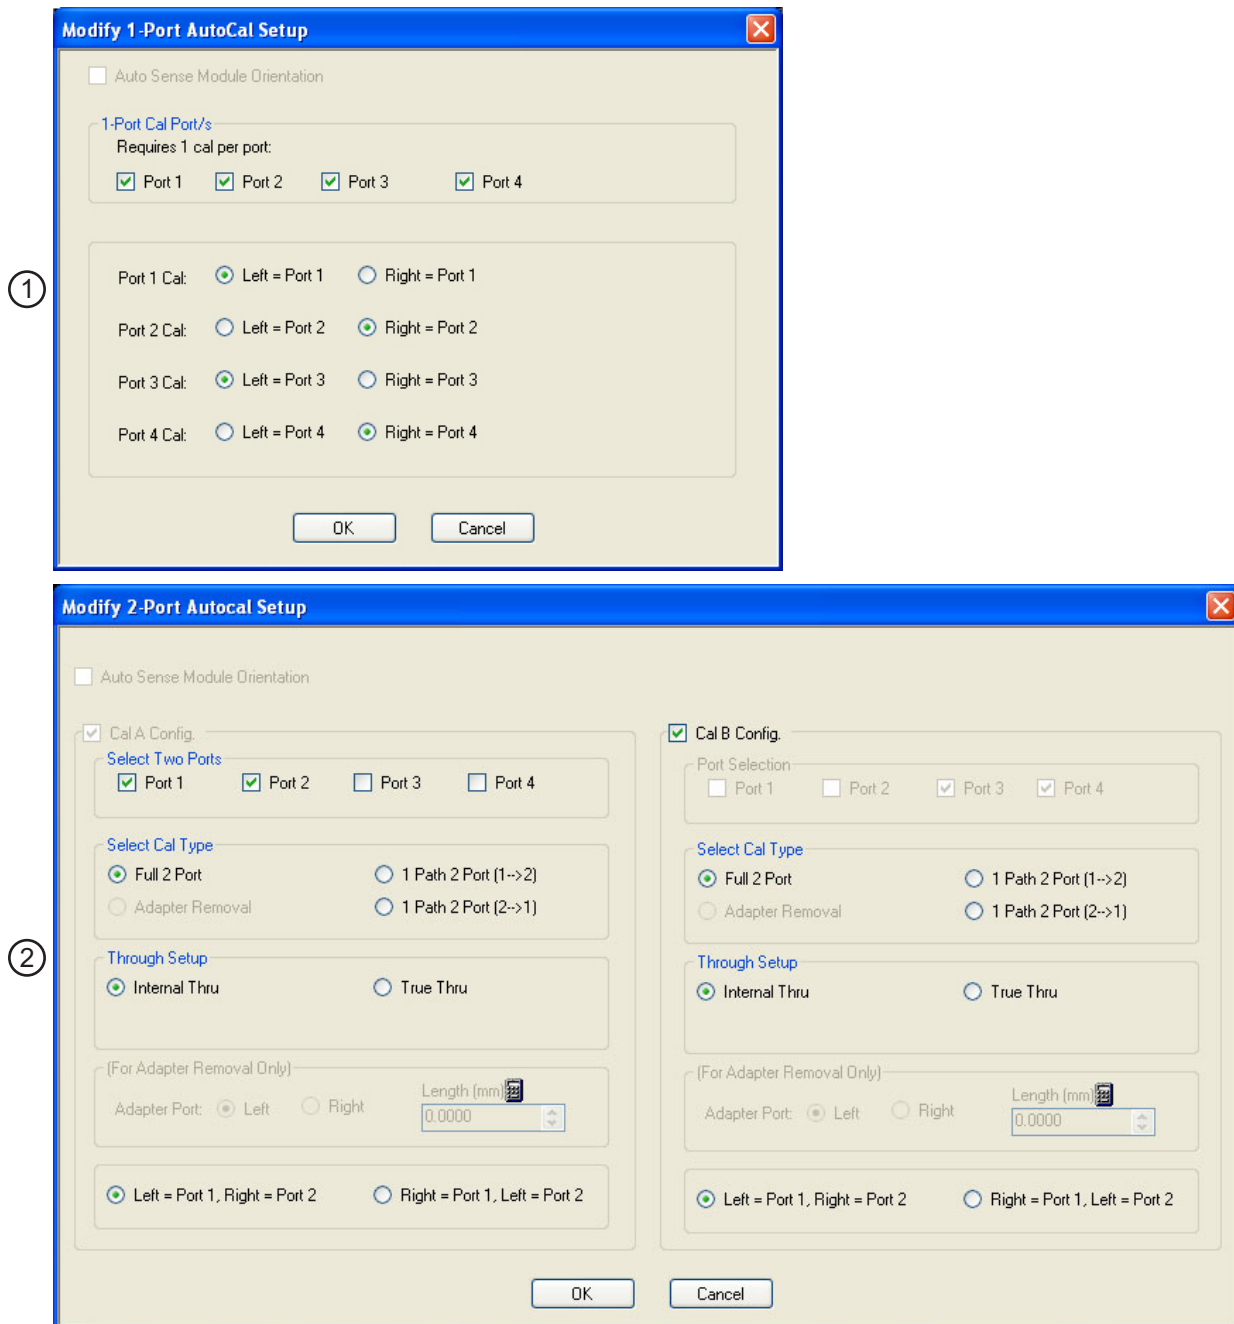 Modify 1-Port AutoCal Setup
Auto Sense Module Orientation
1-Port Cal Port/s
Requires 1 cal per port:
Port 1 Port 2 Port 3 Port 4
1
Port 1 Cal: Left = Port 1 Right = Port 1
Port 2 Cal: Left = Port 2 Right = Port 2
Port 3 Cal: Left = Port 3 Right = Port 3
Port 4 Cal: Left = Port 4 Right = Port 4
OK Cancel
Modify 2-Port Autocal Setup
Auto Sense Module Orientation
2
Cal A Config.
Select Two Ports
Port 1 Port 2 Port 3 Port 4
Select Cal Type
Full 2 Port 1 Path 2 Port (1-->2)
Adapter Removal 1 Path 2 Port (2-->1)
Through Setup
Internal Thru True Thru
(For Adapter Removal Only)
Length (mm)
Adapter Port: Left Right 0.0000
Left = Port 1, Right = Port 2 Right = Port 1, Left = Port 2
Cal B Config.
Port Selection
Port 1 Port 2 Port 3 Port 4
Select Cal Type
Full 2 Port 1 Path 2 Port (1-->2)
Adapter Removal 1 Path 2 Port (2-->1)
Through Setup
Internal Thru True Thru
(For Adapter Removal Only)
Length (mm)
Adapter Port: Left Right 0.0000
Left = Port 1, Right = Port 2 Right = Port 1, Left = Port 2
OK Cancel